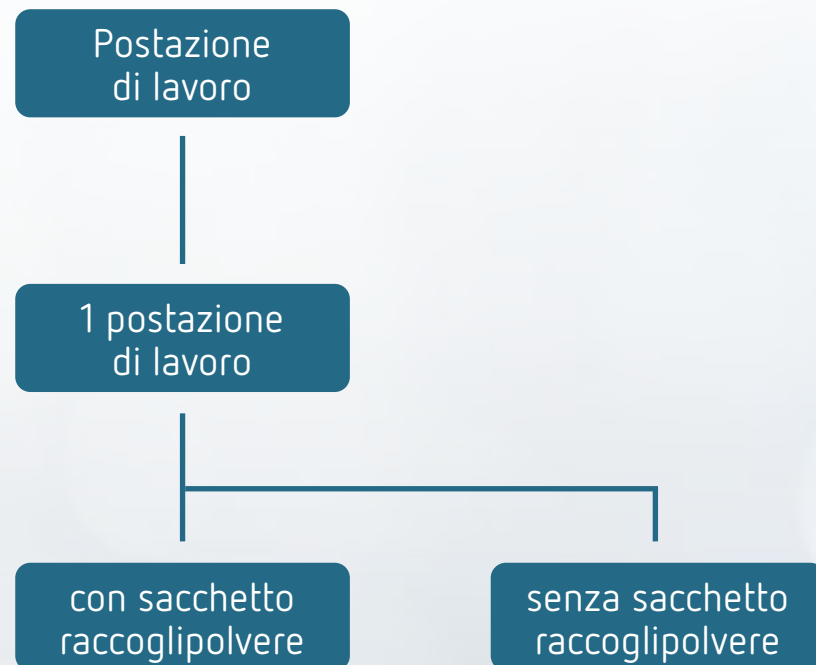 Postazione
di lavoro
1 postazione
di lavoro
con sacchetto
raccoglipolvere
senza sacchetto
raccoglipolvere